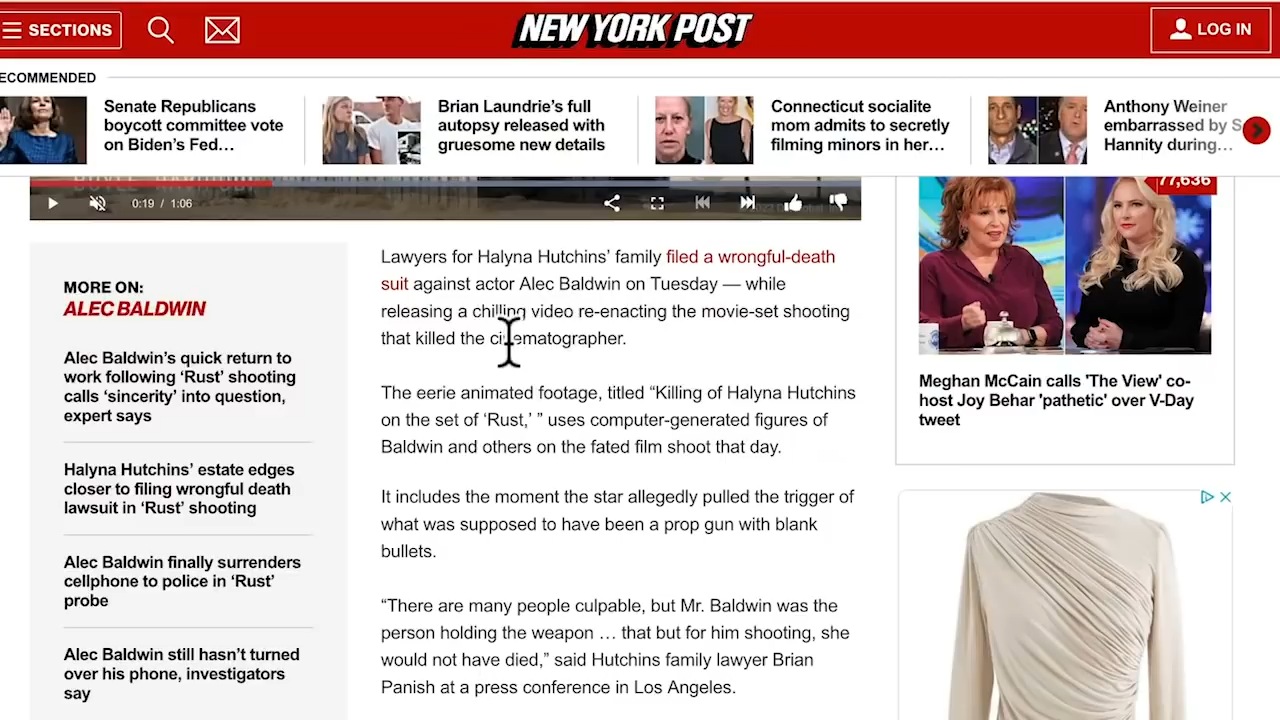 SECTIONS
NEW YORK POST
LOG IN
ECOMMENDED
Senate Republicans
boycott committee vote
on Biden's Fed...
Brian Laundrie's full
autopsy released with
gruesome new details
Connecticut socialite
mom admits to secretly
filming minors in her...
Anthony Weiner
embarrassed by S
Hannity during...
0:19 / 1:06
77,636
MORE ON:
ALEC BALDWIN
Alec Baldwin's quick return to
work following 'Rust' shooting
calls 'sincerity' into question,
expert says
Halyna Hutchins' estate edges
closer to filing wrongful death
lawsuit in 'Rust' shooting
Alec Baldwin finally surrenders
cellphone to police in 'Rust'
probe
Alec Baldwin still hasn't turned
over his phone, investigators
say
Lawyers for Halyna Hutchins' family filed a wrongful-death
suit against actor Alec Baldwin on Tuesday — while
releasing a chilling video re-enacting the movie-set shooting
that killed the cinematographer.
The eerie animated footage, titled “Killing of Halyna Hutchins
on the set of ‘Rust,’ ” uses computer-generated figures of
Baldwin and others on the fated film shoot that day.
It includes the moment the star allegedly pulled the trigger of
what was supposed to have been a prop gun with blank
bullets.
“There are many people culpable, but Mr. Baldwin was the
person holding the weapon … that but for him shooting, she
would not have died,” said Hutchins family lawyer Brian
Panish at a press conference in Los Angeles.
Meghan McCain calls 'The View' co-
host Joy Behar 'pathetic' over V-Day
tweet